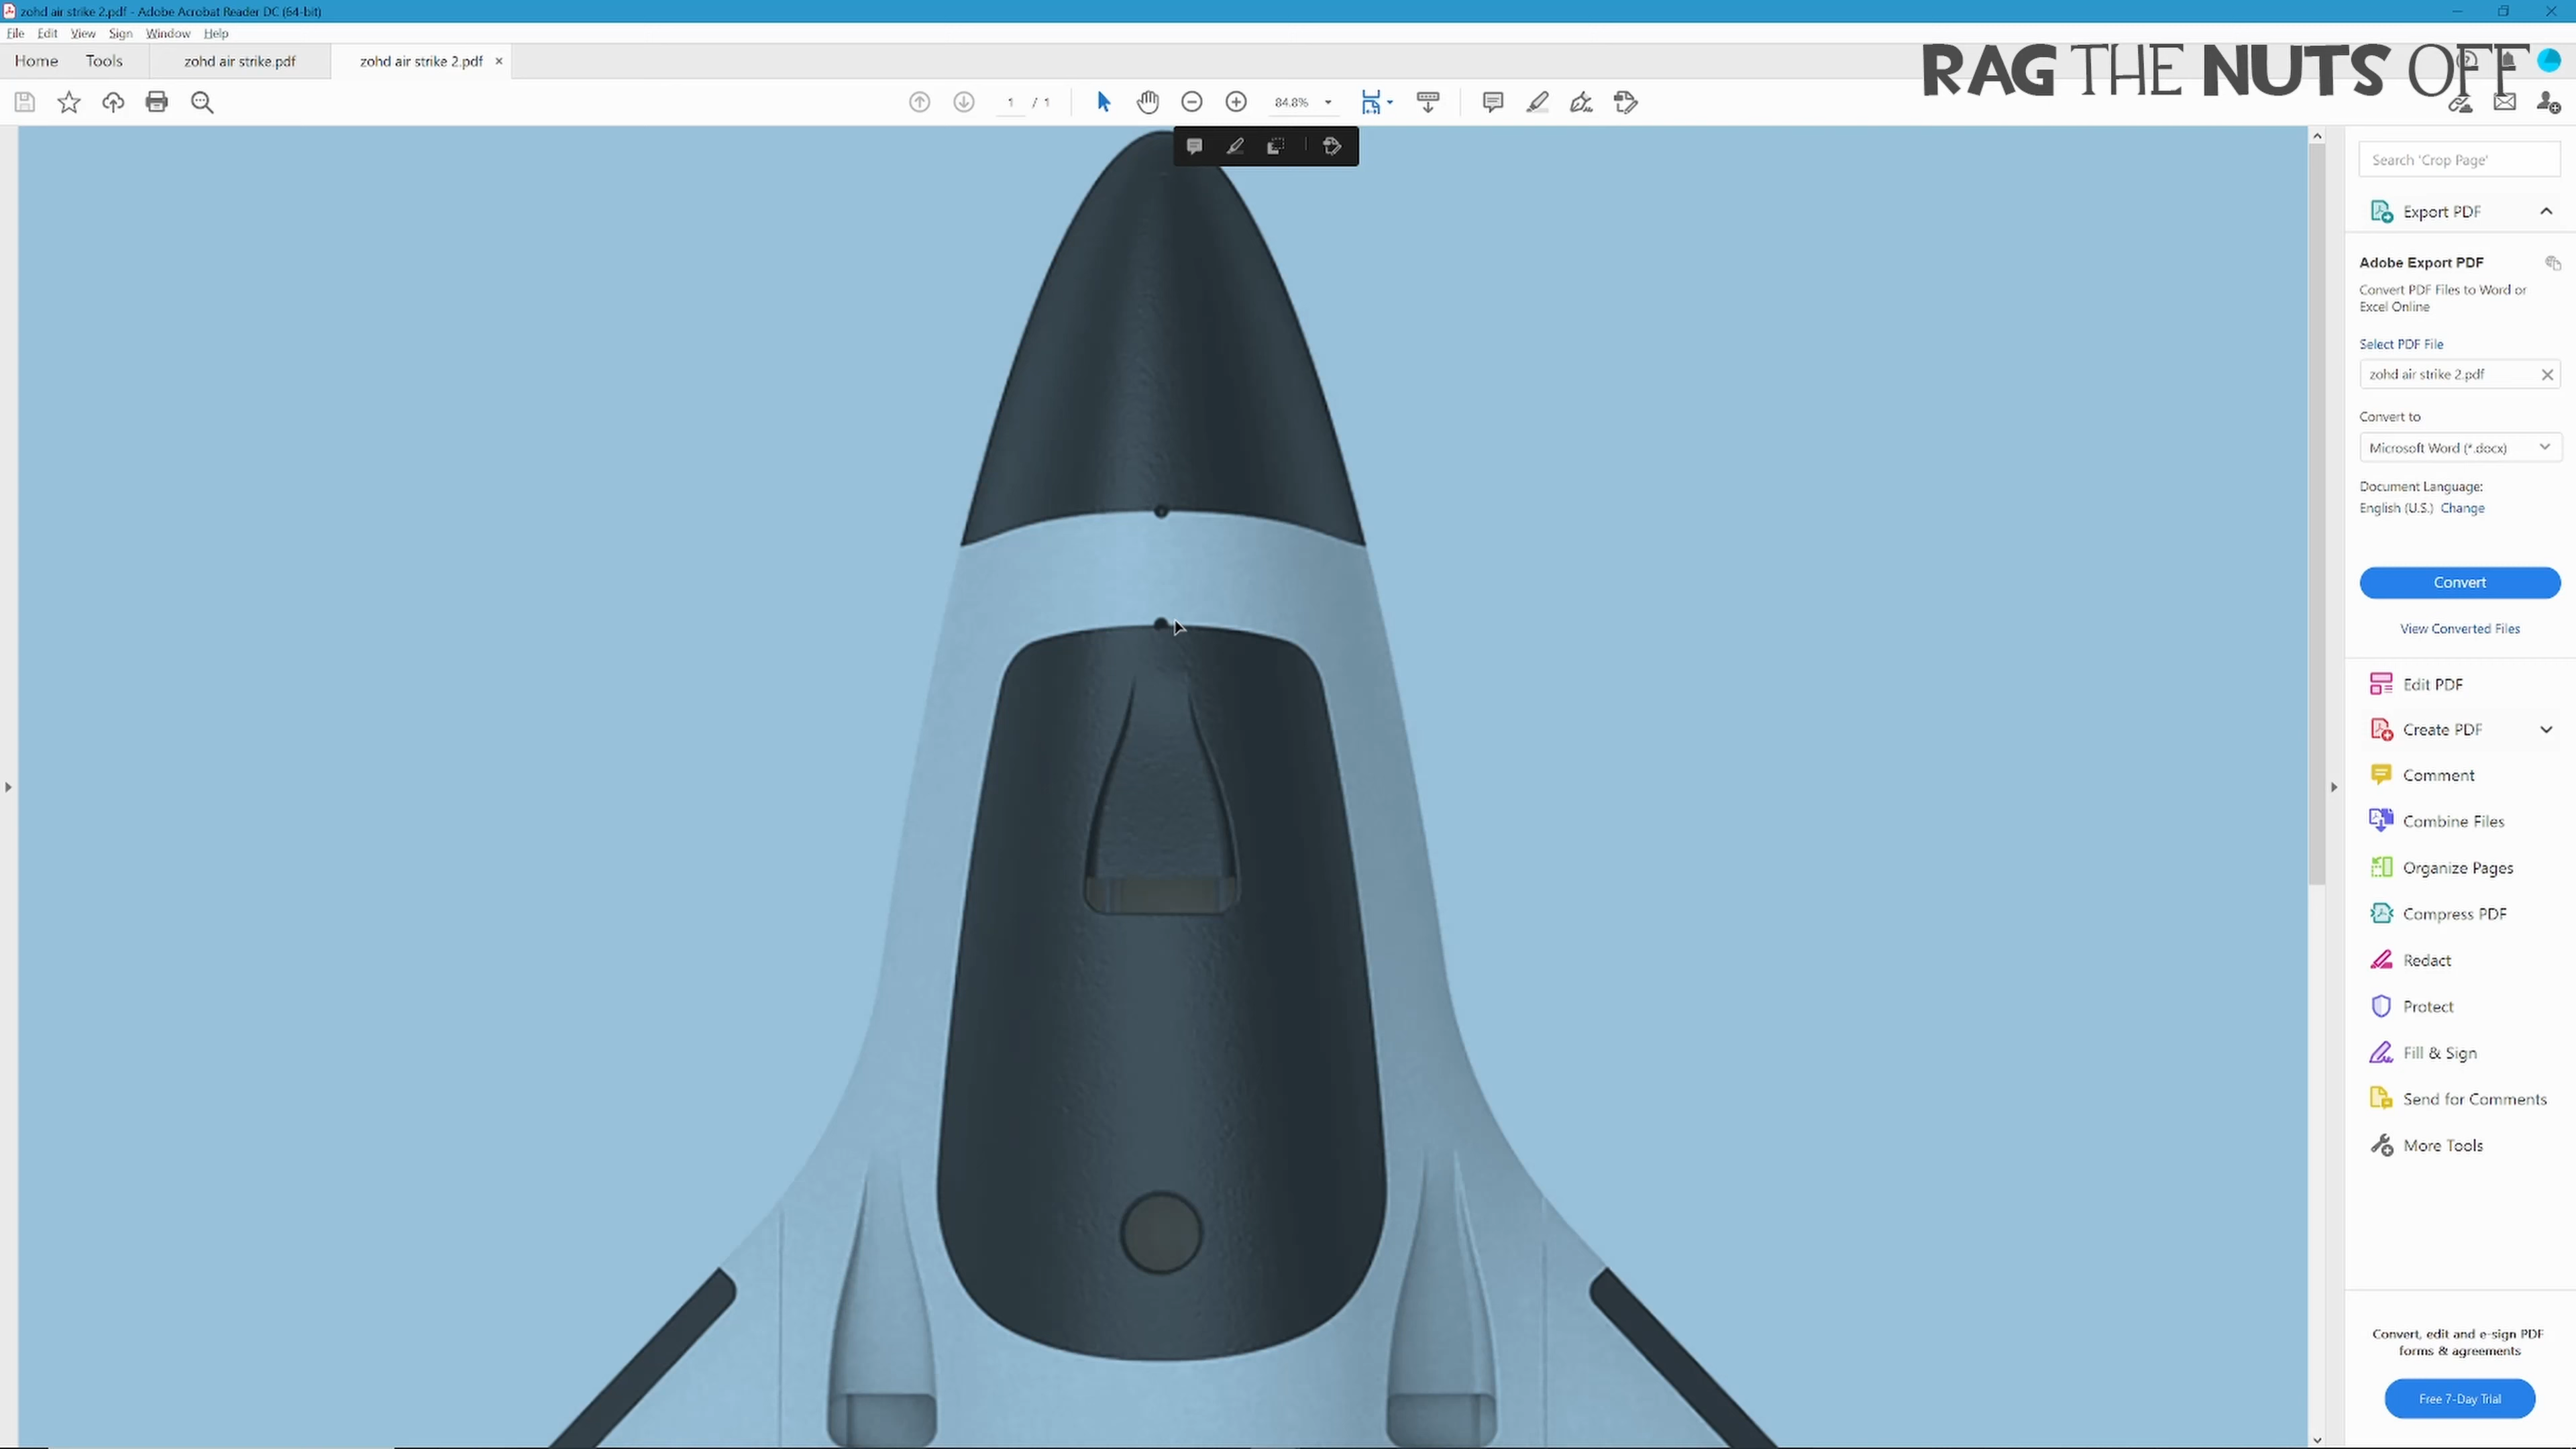 zohd air strike 2.pdf - Adobe Acrobat Reader DC (64-bit)
File Edit View Sign Window Help
Home Tools zohd air strike.pdf zohd air strike 2.pdf
RAG THE NUTS OFF
1 / 1 84.8%
Search 'Crop Page'
Export PDF
Adobe Export PDF
Convert PDF Files to Word or
Excel Online
Select PDF File
zohd air strike 2.pdf
Convert to
Microsoft Word (*.docx)
Document Language:
English (U.S.) Change
Convert
View Converted Files
Edit PDF
Create PDF
Comment
Combine Files
Organize Pages
Compress PDF
Redact
Protect
Fill & Sign
Send for Comments
More Tools
Convert, edit and e-sign PDF
forms & agreements
Free 7-Day Trial